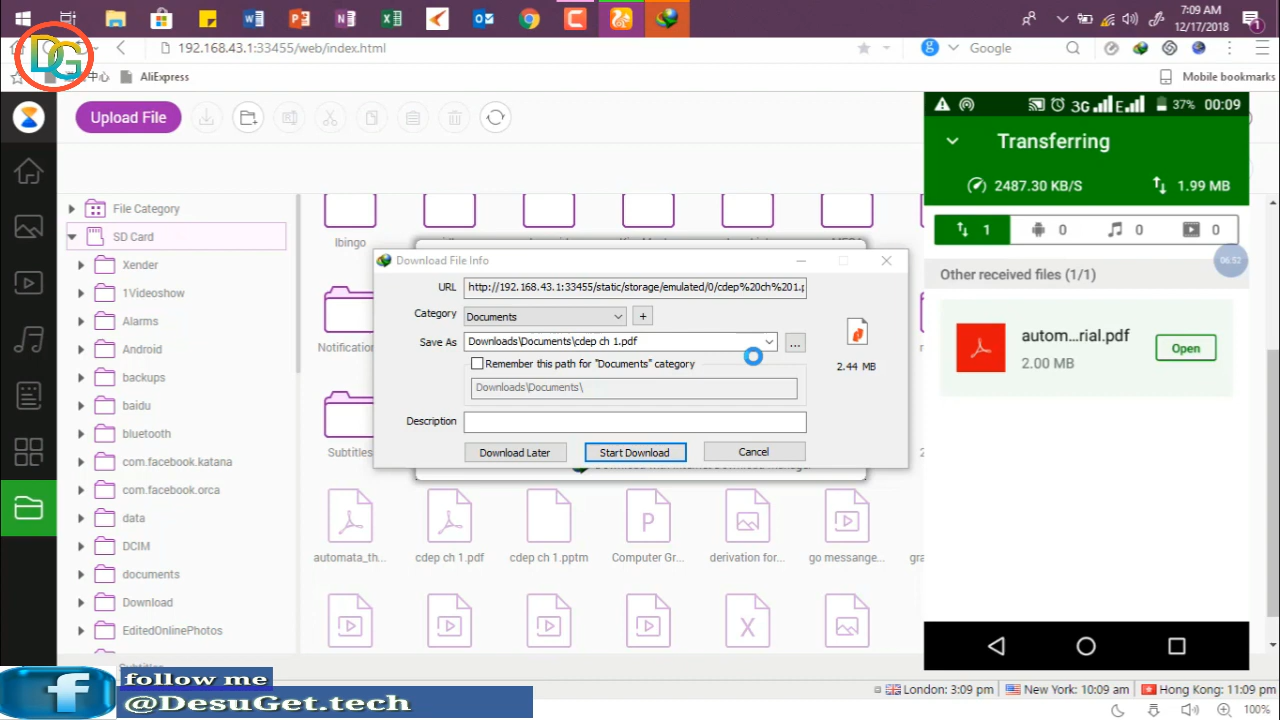 7:09 AM
12/17/2018
1
DG
192.168.43.1:33455/web/index.html
Google
AliExpress
Mobile bookmarks
Upload File
File Category
SD Card
Xender
1Videoshow
Alarms
Android
backups
baidu
bluetooth
com.facebook.katana
com.facebook.orca
data
DCIM
documents
Download
EditedOnlinePhotos
Ibingo
Notification
Subtitles
Download File Info
URL http://192.168.43.1:33455/static/storage/emulated/0/cdep%20ch%201.p
Category Documents +
Save As Downloads\Documents\cdep ch 1.pdf ...
2.44 MB
Remember this path for "Documents" category
Downloads\Documents\
Description
Download Later Start Download Cancel
automata_th... cdep ch 1.pdf cdep ch 1.pptm Computer Gr... derivation for... go messange... gra
3G E 37% 00:09
Transferring
2487.30 KB/S 1.99 MB
1 0 0 0
Other received files (1/1)
06:52
autom...rial.pdf
2.00 MB
Open
follow me
@DesuGet.tech
London: 3:09 pm New York: 10:09 am Hong Kong: 11:09 pm
100%